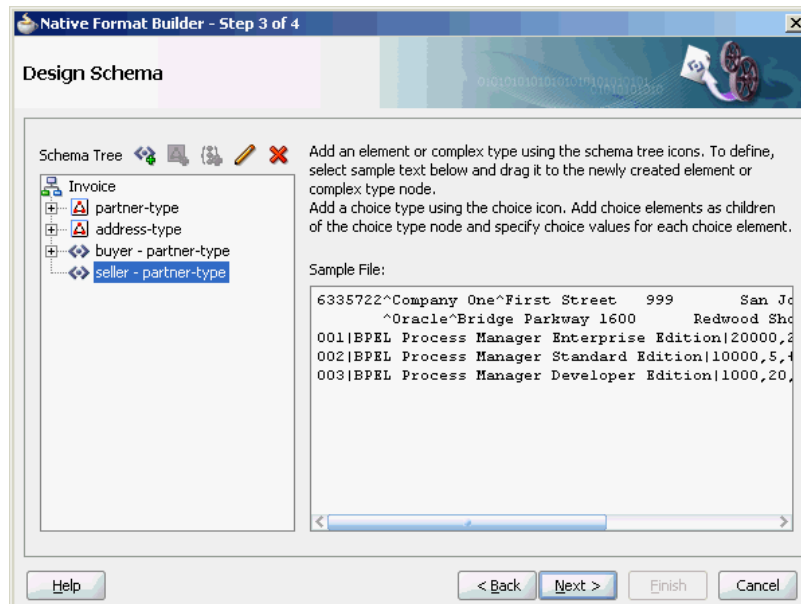 Native Format Builder - Step 3 of 4
Design Schema
Schema Tree
Invoice
partner-type
address-type
buyer - partner-type
seller - partner-type
Add an element or complex type using the schema tree icons. To define,
select sample text below and drag it to the newly created element or
complex type node.
Add a choice type using the choice icon. Add choice elements as children
of the choice type node and specify choice values for each choice element.
Sample File:
6335722^Company One^First Street 999 San Jo
^Oracle^Bridge Parkway 1600 Redwood Sho
001|BPEL Process Manager Enterprise Edition|20000,2
002|BPEL Process Manager Standard Edition|10000,5,
003|BPEL Process Manager Developer Edition|1000,20,
Help
< Back
Next >
Finish
Cancel